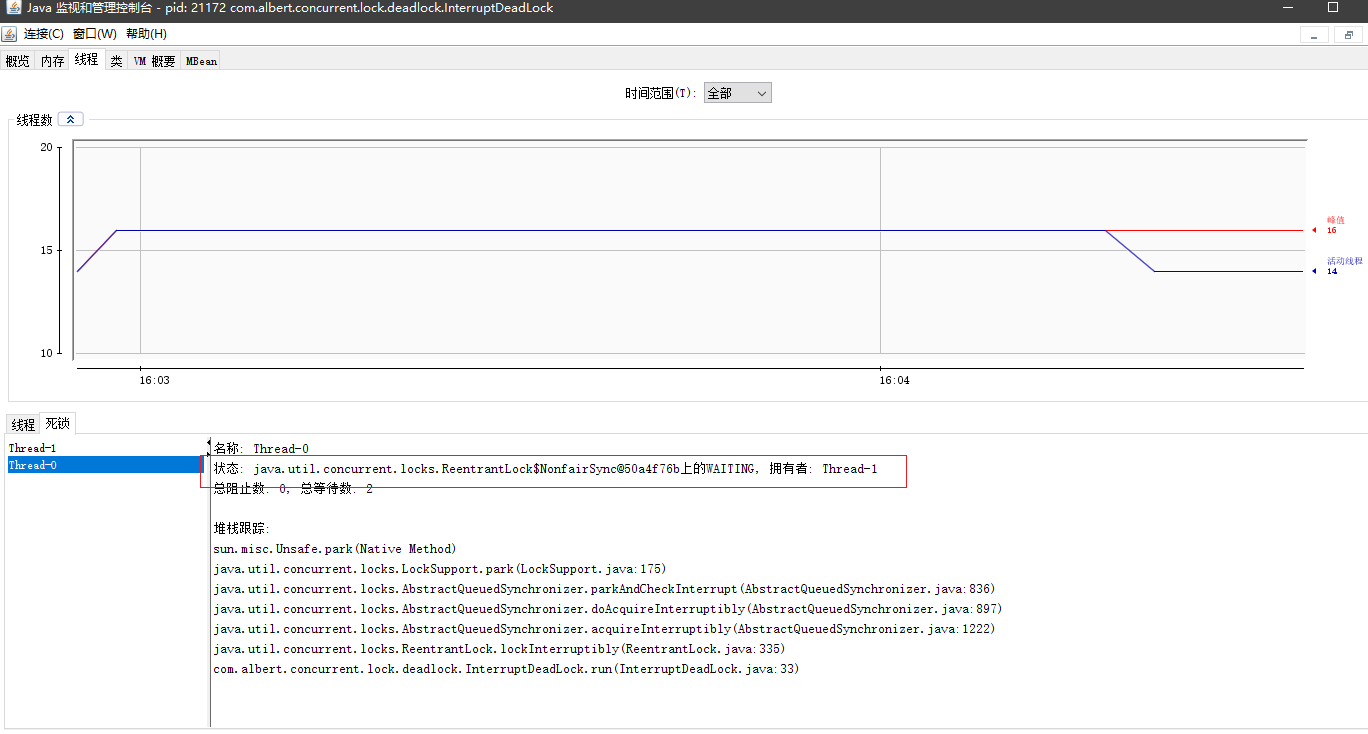 Java 监视和管理控制台 - pid: 21172 com.albert.concurrent.lock.deadlock.InterruptDeadLock
连接(C) 窗口(W) 帮助(H)
概览 内存 线程 类 VM 概要 MBean
时间范围(T): 全部
线程数
20
15
10
峰值
16
活动线程
14
16:03 16:04
线程 死锁
Thread-1
Thread-0
名称: Thread-0
状态: java.util.concurrent.locks.ReentrantLock$NonfairSync@50a4f76b上的WAITING, 拥有者: Thread-1
总阻止数: 0, 总等待数: 2
堆栈跟踪:
sun.misc.Unsafe.park(Native Method)
java.util.concurrent.locks.LockSupport.park(LockSupport.java:175)
java.util.concurrent.locks.AbstractQueuedSynchronizer.parkAndCheckInterrupt(AbstractQueuedSynchronizer.java:836)
java.util.concurrent.locks.AbstractQueuedSynchronizer.doAcquireInterruptibly(AbstractQueuedSynchronizer.java:897)
java.util.concurrent.locks.AbstractQueuedSynchronizer.acquireInterruptibly(AbstractQueuedSynchronizer.java:1222)
java.util.concurrent.locks.ReentrantLock.lockInterruptibly(ReentrantLock.java:335)
com.albert.concurrent.lock.deadlock.InterruptDeadLock.run(InterruptDeadLock.java:33)